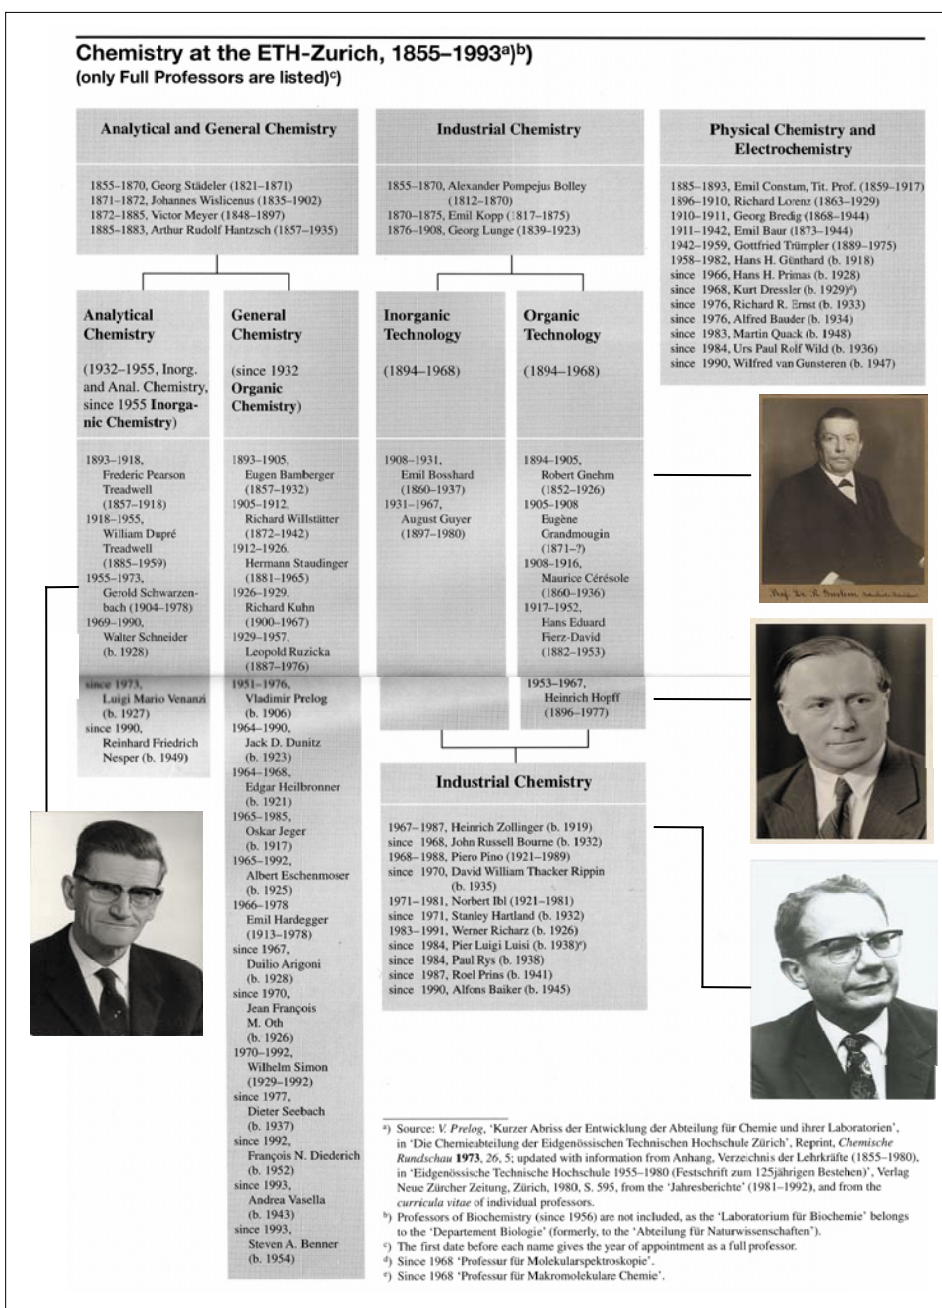 Chemistry at the ETH-Zurich, 1855–1993a)b)
(only Full Professors are listed)c)
Analytical and General Chemistry
1855–1870, Georg Städeler (1821–1871)
1871–1872, Johannes Wislicenus (1835–1902)
1872–1885, Victor Meyer (1848–1897)
1885–1883, Arthur Rudolf Hantzsch (1857–1935)
Industrial Chemistry
1855–1870, Alexander Pompejus Bolley
(1812–1870)
1870–1875, Emil Kopp (1817–1875)
1876–1908, Georg Lunge (1839–1923)
Physical Chemistry and
Electrochemistry
1885–1893, Emil Constam, Tit. Prof. (1859–1917)
1896–1910, Richard Lorenz (1863–1929)
1910–1911, Georg Bredig (1868–1944)
1911–1942, Emil Baur (1873–1944)
1942–1959, Gottfried Trümpler (1889–1975)
1958–1982, Hans H. Günthard (b. 1918)
since 1966, Hans H. Primas (b. 1928)
since 1968, Kurt Dressler (b. 1929)d)
since 1976, Richard R. Ernst (b. 1933)
since 1976, Alfred Bauder (b. 1934)
since 1983, Martin Quack (b. 1948)
since 1984, Urs Paul Rolf Wild (b. 1936)
since 1990, Wilfred van Gunsteren (b. 1947)
Analytical
Chemistry
(1932–1955, Inorg.
and Anal. Chemistry,
since 1955 Inorga-
nic Chemistry)
1893–1918,
Frederic Pearson
Treadwell
(1857–1918)
1918–1955,
William Dupré
Treadwell
(1885–1959)
1955–1973,
Gerold Schwarzen-
bach (1904–1978)
1969–1990,
Walter Schneider
(b. 1928)
since 1973,
Luigi Mario Venanzi
(b. 1927)
since 1990,
Reinhard Friedrich
Nesper (b. 1949)
General
Chemistry
(since 1932
Organic
Chemistry)
1893–1905,
Eugen Bamberger
(1857–1932)
1905–1912,
Richard Willstätter
(1872–1942)
1912–1926,
Hermann Staudinger
(1881–1965)
1926–1929,
Richard Kuhn
(1900–1967)
1929–1957,
Leopold Ruzicka
(1887–1976)
1951–1976,
Vladimir Prelog
(b. 1906)
1964–1990,
Jack D. Dunitz
(b. 1923)
1964–1968,
Edgar Heilbronner
(b. 1921)
1965–1985,
Oskar Jeger
(b. 1917)
1965–1992,
Albert Eschenmoser
(b. 1925)
1966–1978
Emil Hardegger
(1913–1978)
since 1967,
Duilio Arigoni
(b. 1928)
since 1970,
Jean François
M. Oth
(b. 1926)
1970–1992,
Wilhelm Simon
(1929–1992)
since 1977,
Dieter Seebach
(b. 1937)
since 1992,
François N. Diederich
(b. 1952)
since 1993,
Andrea Vasella
(b. 1943)
since 1993,
Steven A. Benner
(b. 1954)
Inorganic
Technology
(1894–1968)
1908–1931,
Emil Bosshard
(1860–1937)
1931–1967,
August Guyer
(1897–1980)
Organic
Technology
(1894–1968)
1894–1905,
Robert Gnehm
(1852–1926)
1905–1908
Eugène
Grandmougin
(1871–?)
1908–1916,
Maurice Cérésole
(1860–1936)
1917–1952,
Hans Eduard
Fierz-David
(1882–1953)
1953–1967,
Heinrich Hopff
(1896–1977)
Industrial Chemistry
1967–1987, Heinrich Zollinger (b. 1919)
since 1968, John Russell Bourne (b. 1932)
1968–1988, Piero Pino (1921–1989)
since 1970, David William Thacker Rippin
(b. 1935)
1971–1981, Norbert Ibl (1921–1981)
since 1971, Stanley Hartland (b. 1932)
1983–1991, Werner Richarz (b. 1926)
since 1984, Pier Luigi Luisi (b. 1938)e)
since 1984, Paul Rys (b. 1938)
since 1987, Roel Prins (b. 1941)
since 1990, Alfons Baiker (b. 1945)
Prof. Dr. R. Gnehm
a) Source: V. Prelog, 'Kurzer Abriss der Entwicklung der Abteilung für Chemie und ihrer Laboratorien',
in 'Die Chemieabteilung der Eidgenössischen Technischen Hochschule Zürich', Reprint, Chemische
Rundschau 1973, 26, 5; updated with information from Anhang, Verzeichnis der Lehrkräfte (1855–1980),
in 'Eidgenössische Technische Hochschule 1955–1980 (Festschrift zum 125jährigen Bestehen)', Verlag
Neue Zürcher Zeitung, Zürich, 1980, S. 595, from the 'Jahresberichte' (1981–1992), and from the
curricula vitae of individual professors.
b) Professors of Biochemistry (since 1956) are not included, as the 'Laboratorium für Biochemie' belongs
to the 'Departement Biologie' (formerly, to the 'Abteilung für Naturwissenschaften').
c) The first date before each name gives the year of appointment as a full professor.
d) Since 1968 'Professur für Molekularspektroskopie'.
e) Since 1968 'Professur für Makromolekulare Chemie'.